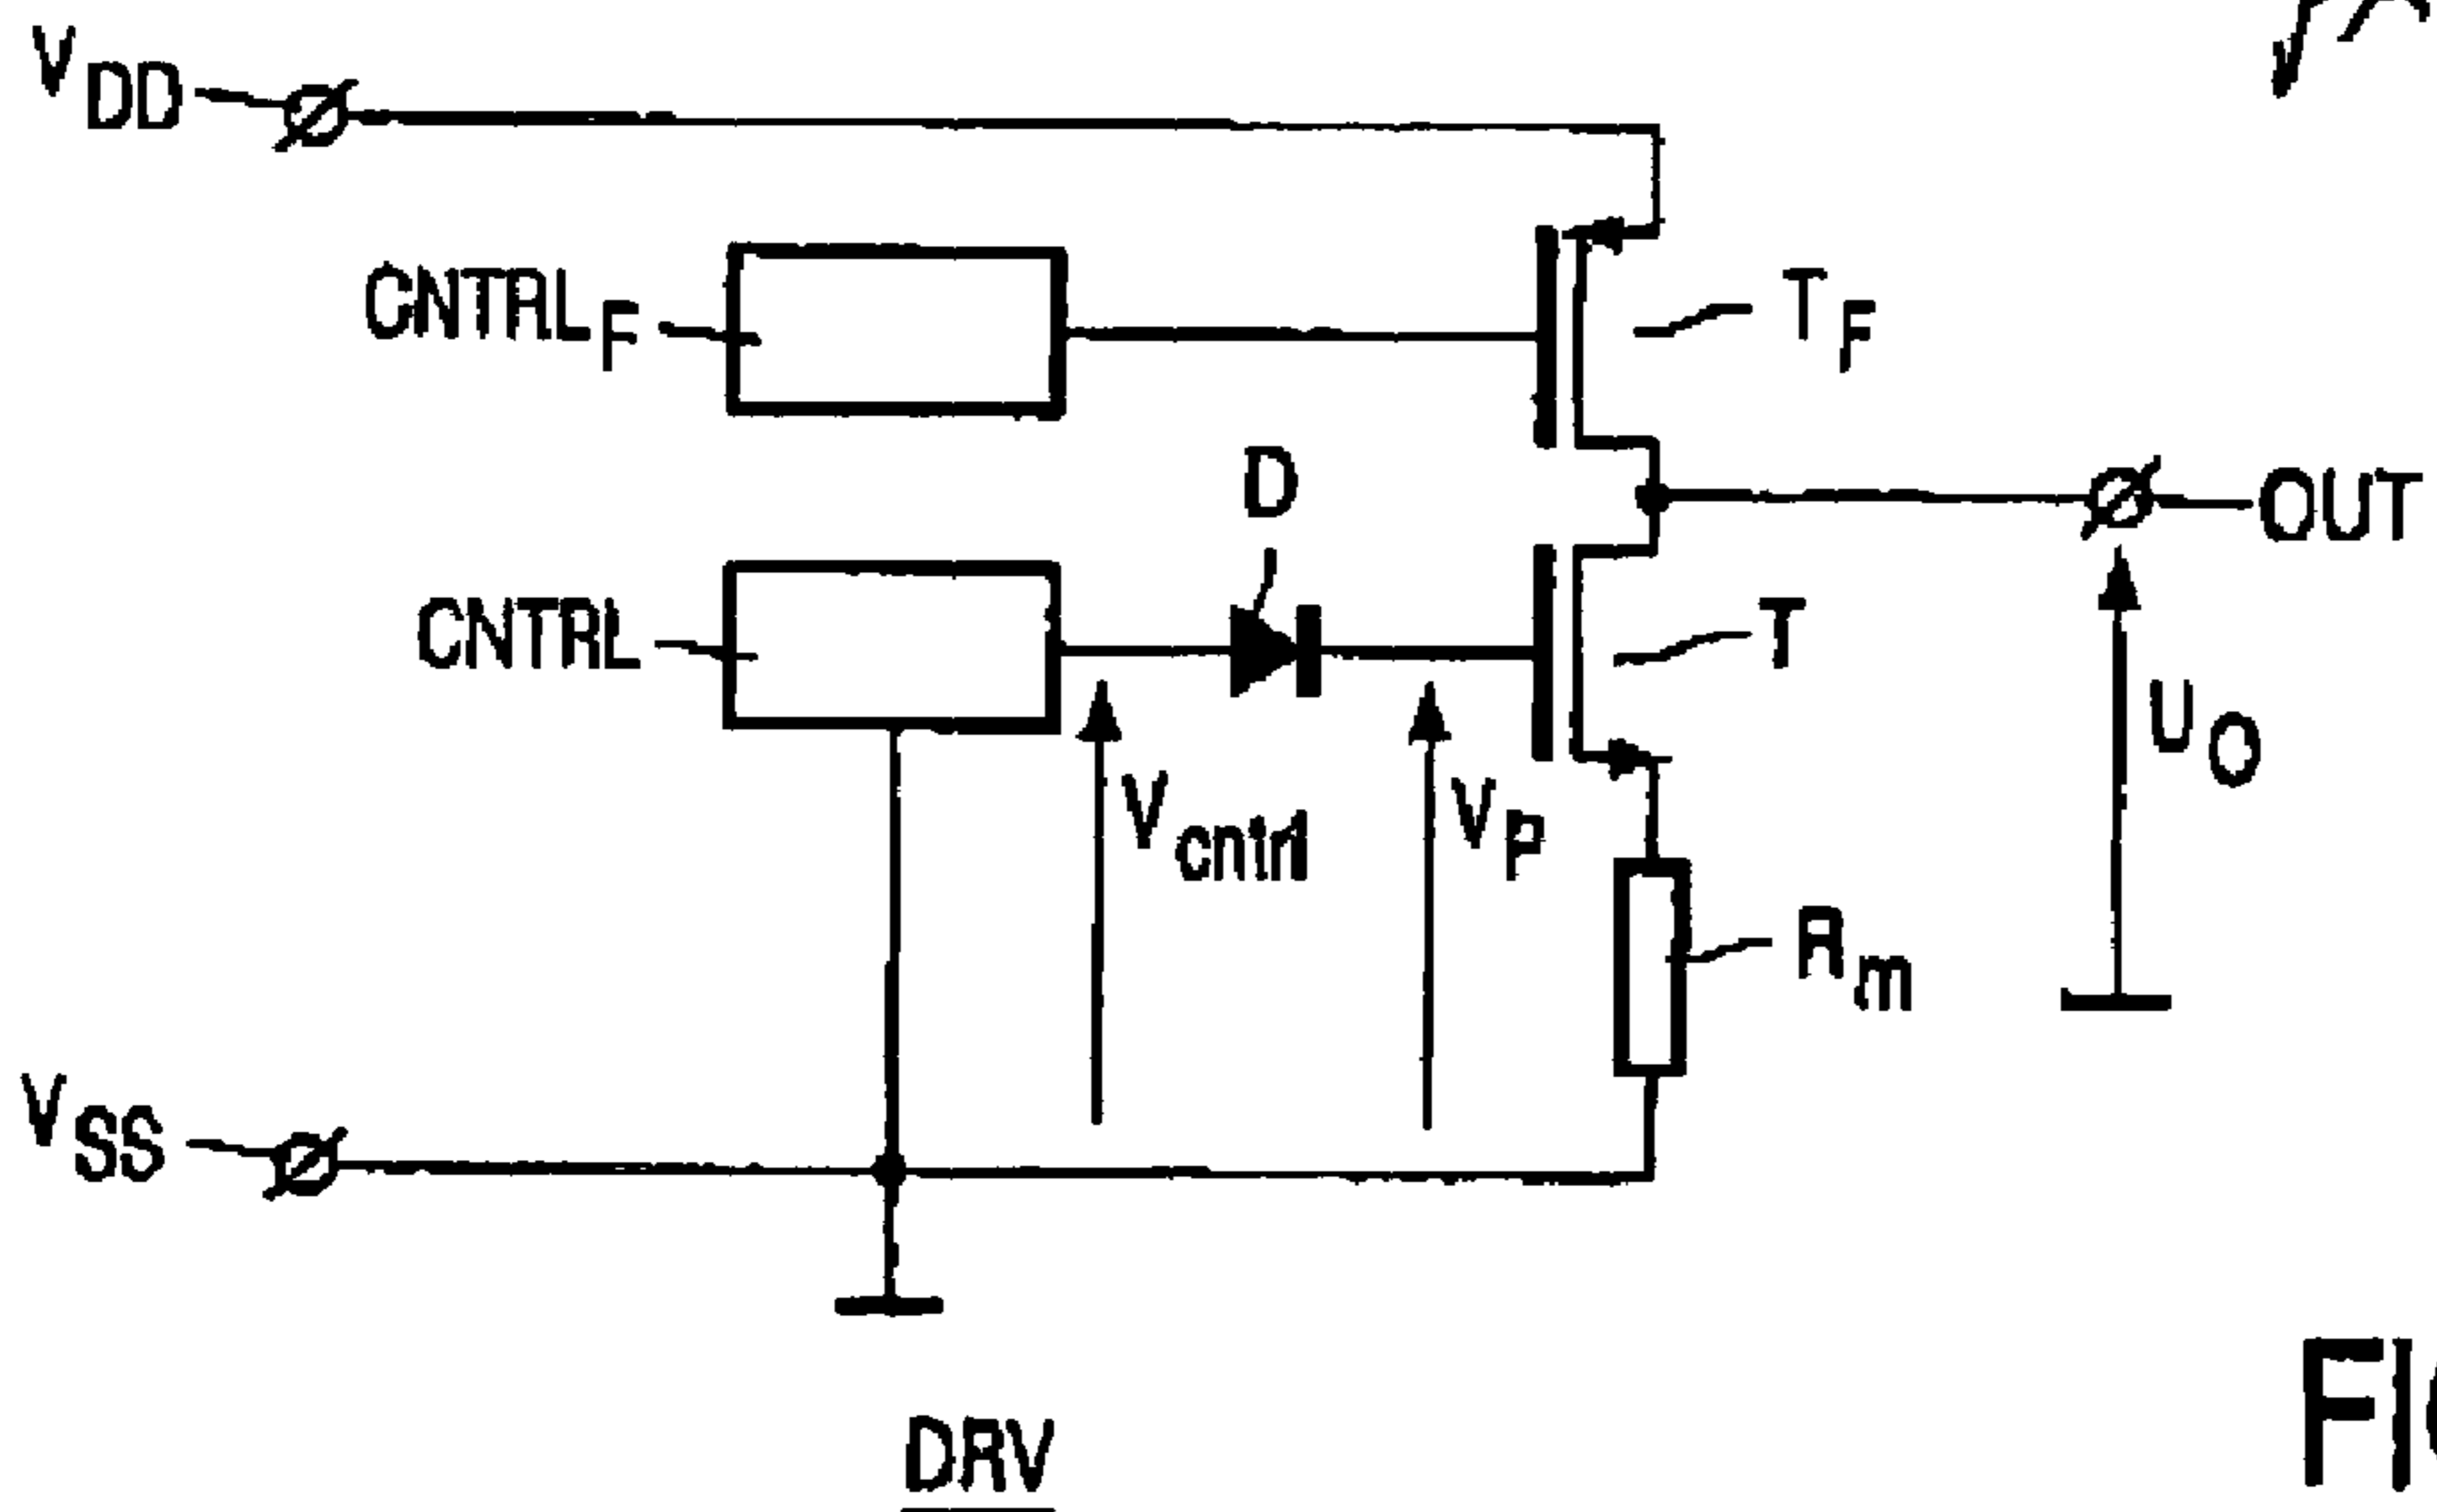 VDD
CNTRLF
TF
D
OUT
CNTRL
T
UO
Vcntrl
VP
Rm
VSS
DRV